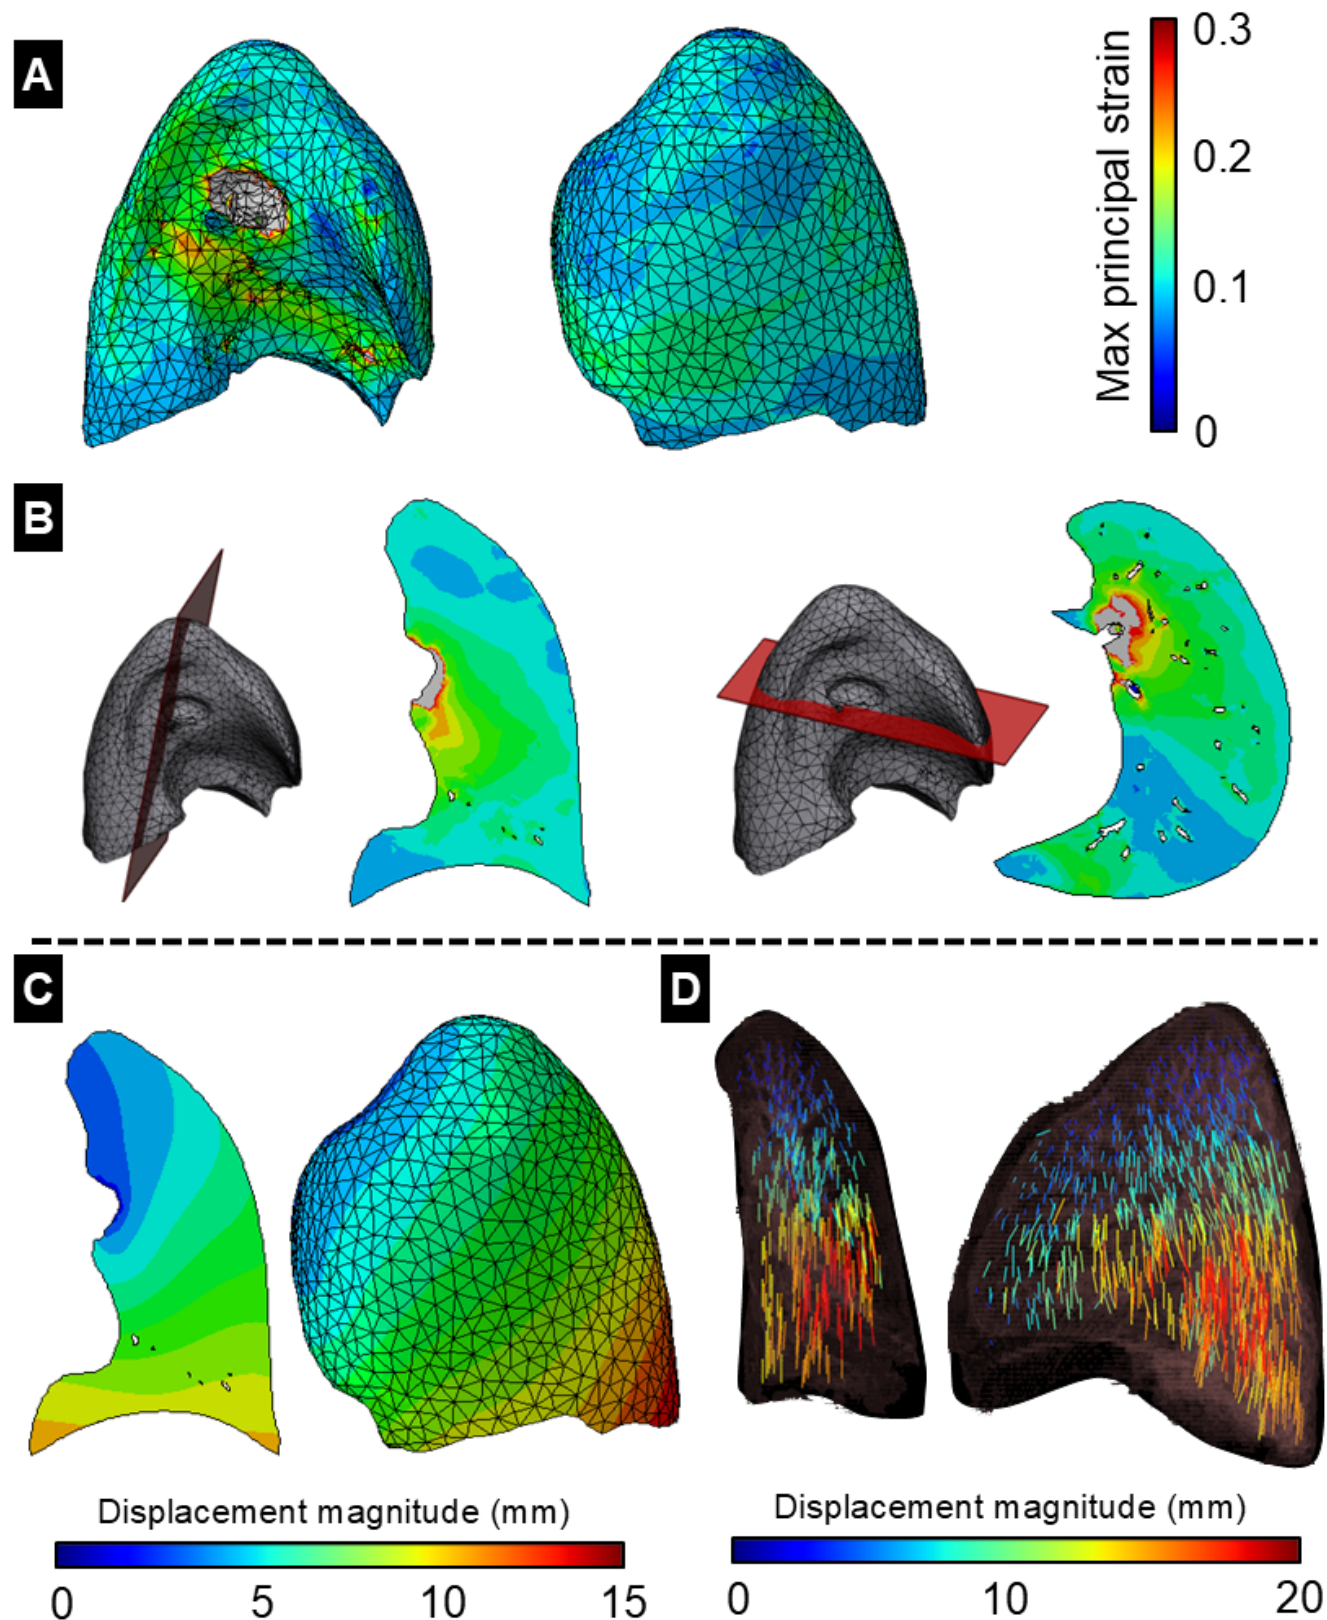 A
Max principal strain
0.3
0.2
0.1
0
B
C
D
Displacement magnitude (mm)
0 5 10 15
Displacement magnitude (mm)
0 10 20